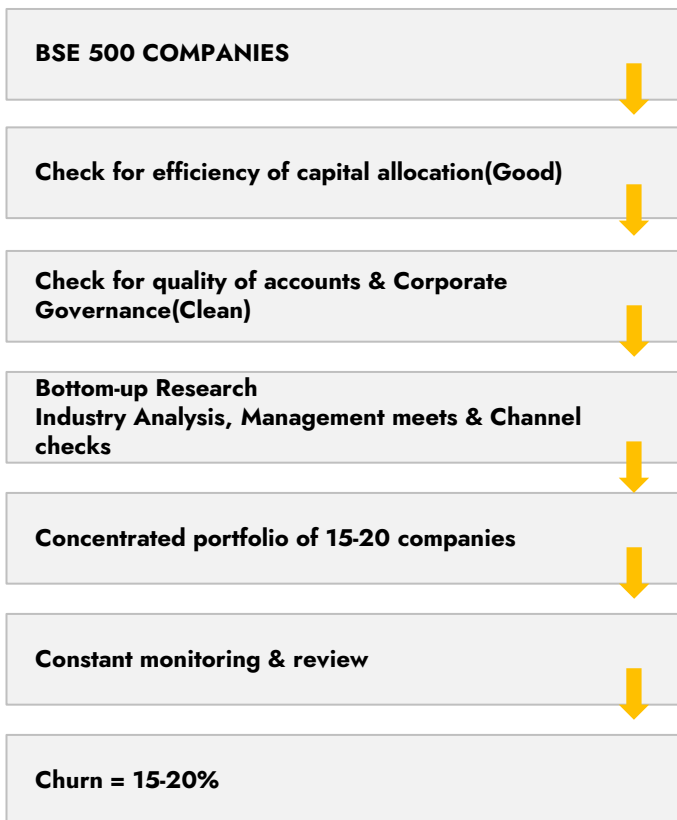 BSE 500 COMPANIES
Check for efficiency of capital allocation(Good)
Check for quality of accounts & Corporate
Governance(Clean)
Bottom-up Research
Industry Analysis, Management meets & Channel
checks
Concentrated portfolio of 15-20 companies
Constant monitoring & review
Churn = 15-20%